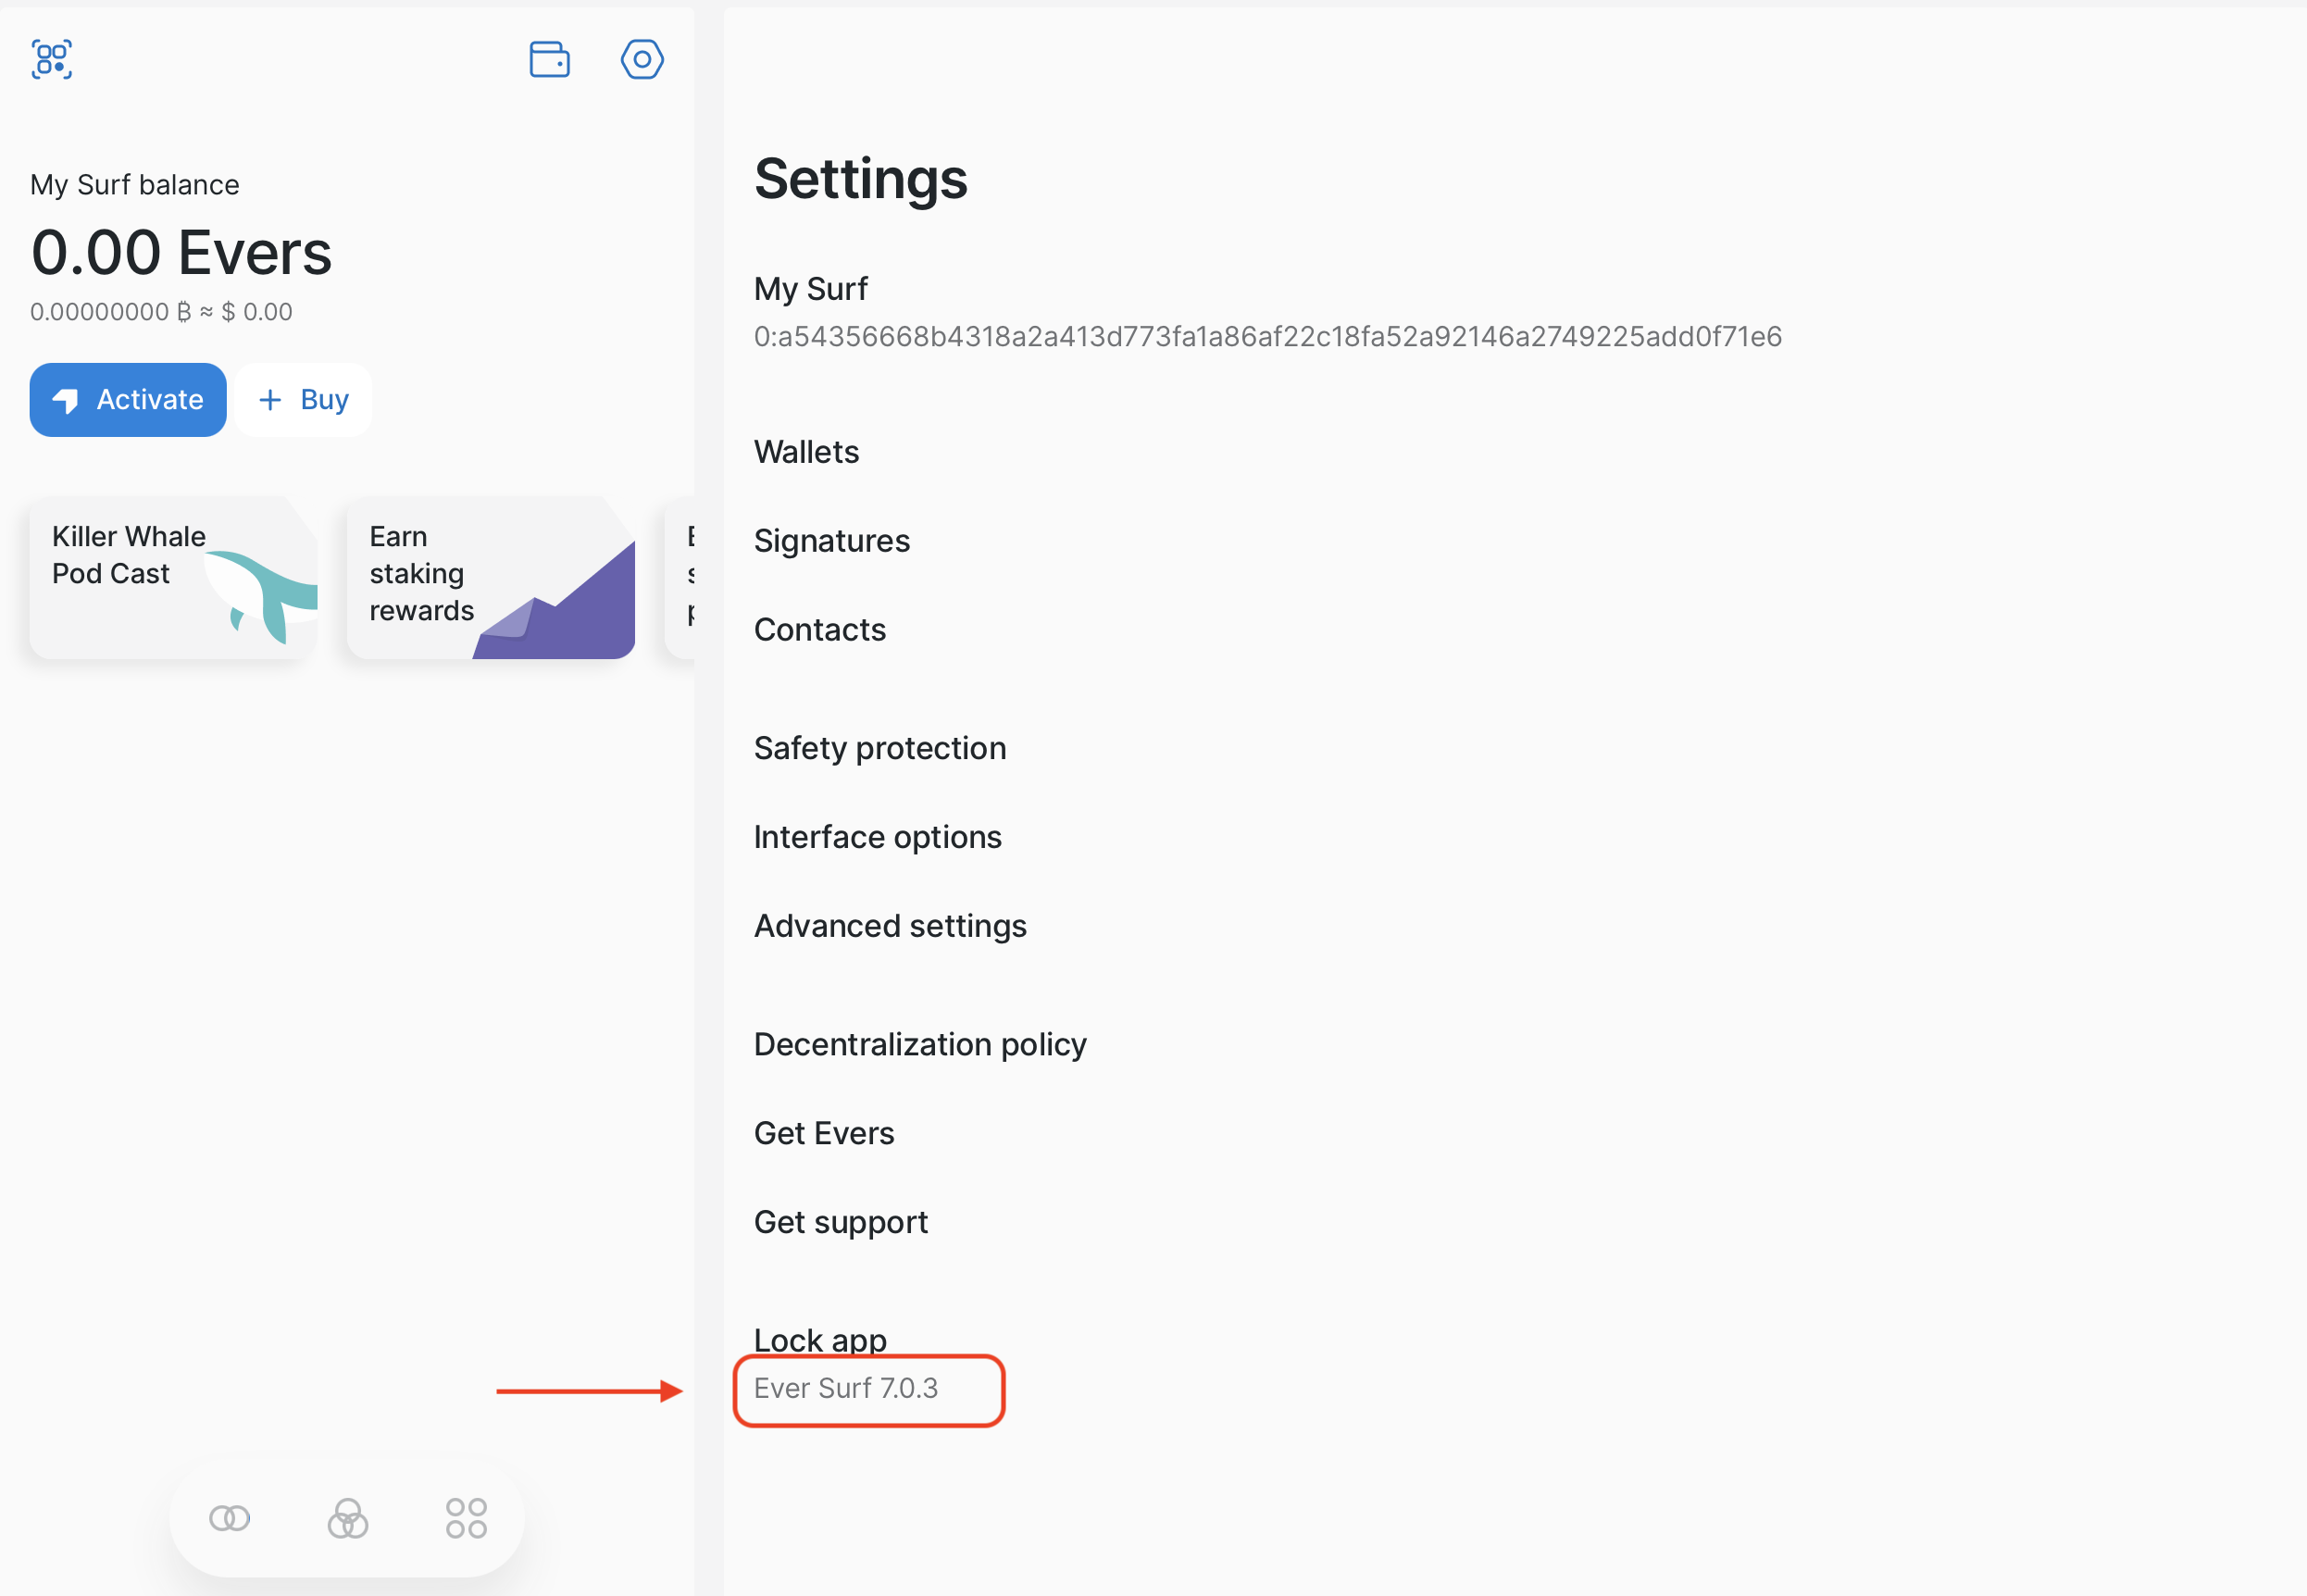 My Surf balance
0.00 Evers
0.00000000 ₿ ≈ $ 0.00
Activate
Buy
Killer Whale
Pod Cast
Earn
staking
rewards
Settings
My Surf
0:a54356668b4318a2a413d773fa1a86af22c18fa52a92146a2749225add0f71e6
Wallets
Signatures
Contacts
Safety protection
Interface options
Advanced settings
Decentralization policy
Get Evers
Get support
Lock app
Ever Surf 7.0.3